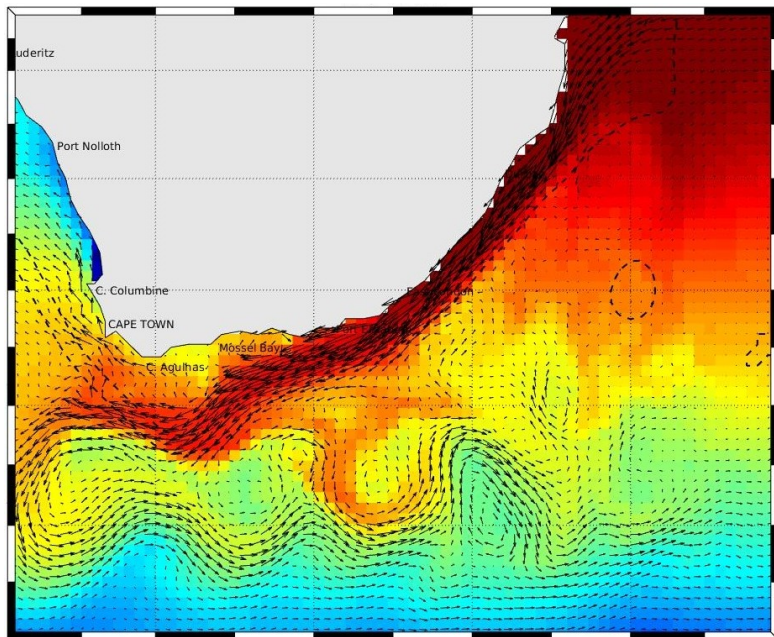 uderitz
Port Nolloth
C. Columbine
CAPE TOWN
Mossel Bay
C. Agulhas